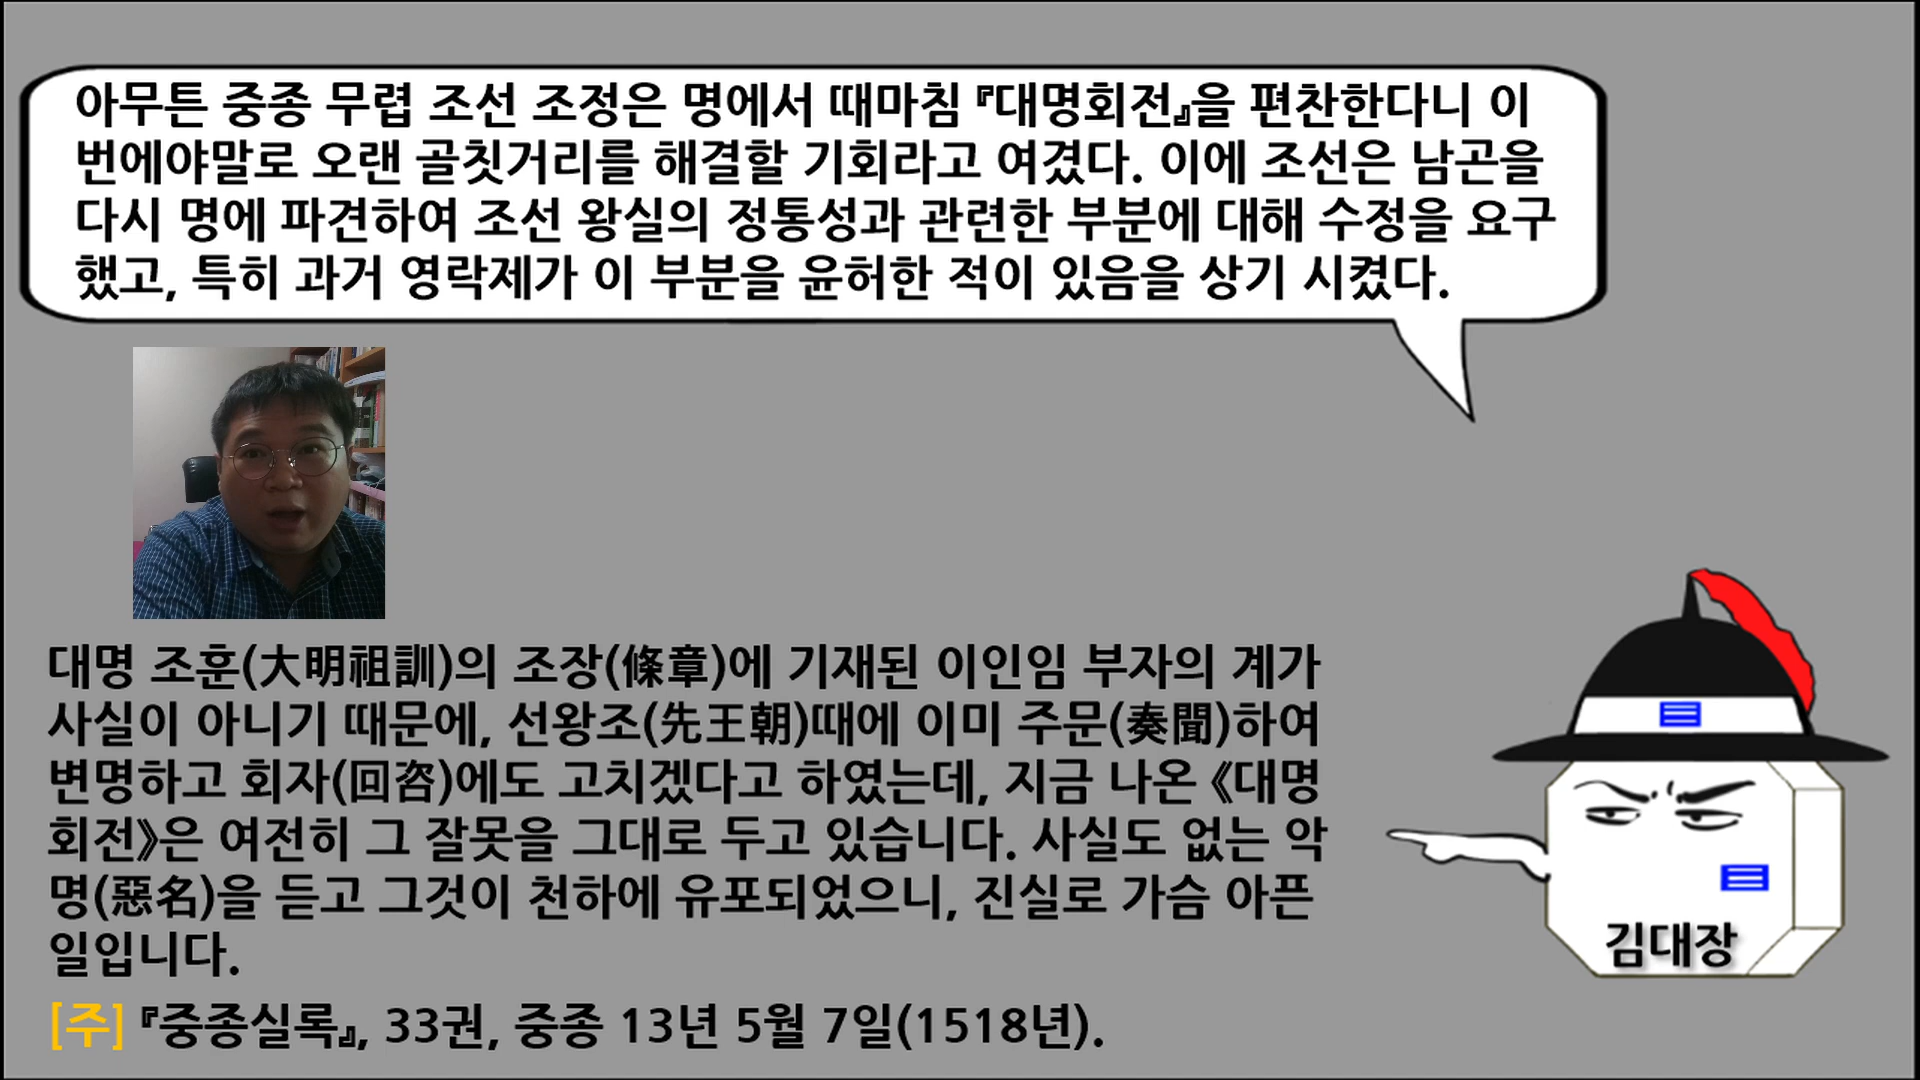 아무튼 중종 무렵 조선 조정은 명에서 때마침 『대명회전』을 편찬한다니 이
번에야말로 오랜 골칫거리를 해결할 기회라고 여겼다. 이에 조선은 남곤을
다시 명에 파견하여 조선 왕실의 정통성과 관련한 부분에 대해 수정을 요구
했고, 특히 과거 영락제가 이 부분을 윤허한 적이 있음을 상기 시켰다.
대명 조훈(大明祖訓)의 조장(條章)에 기재된 이인임 부자의 계가
사실이 아니기 때문에, 선왕조(先王朝)때에 이미 주문(奏聞)하여
변명하고 회자(回咨)에도 고치겠다고 하였는데, 지금 나온 《대명
회전》은 여전히 그 잘못을 그대로 두고 있습니다. 사실도 없는 악
명(惡名)을 듣고 그것이 천하에 유포되었으니, 진실로 가슴 아픈
일입니다.
[주] 『중종실록』, 33권, 중종 13년 5월 7일(1518년).
김대장